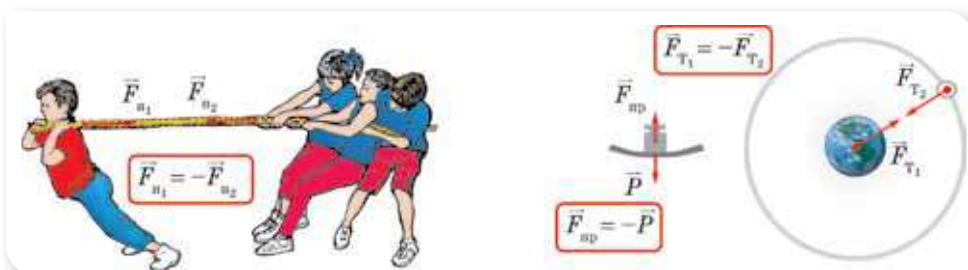 F⃗н₁ F⃗н₂
F⃗н₁ = −F⃗н₂
F⃗пр
P⃗
F⃗пр = −P⃗
F⃗т₁ = −F⃗т₂
F⃗т₂
F⃗т₁